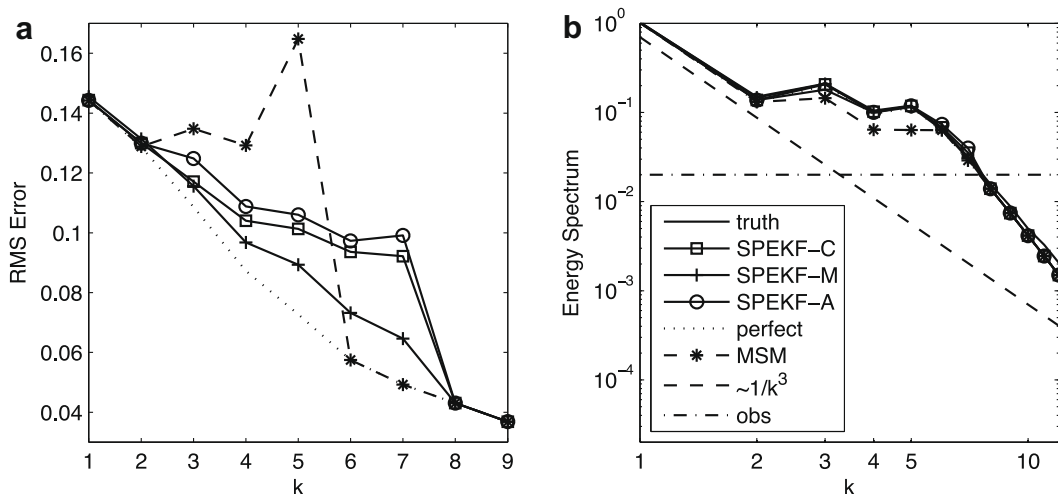 a
RMS Error
0.16
0.14
0.12
0.1
0.08
0.06
0.04
1 2 3 4 5 6 7 8 9
k
b
Energy Spectrum
10^0
10^−1
10^−2
10^−3
10^−4
truth
SPEKF−C
SPEKF−M
SPEKF−A
perfect
MSM
~1/k^3
obs
1 2 3 4 5 10
k